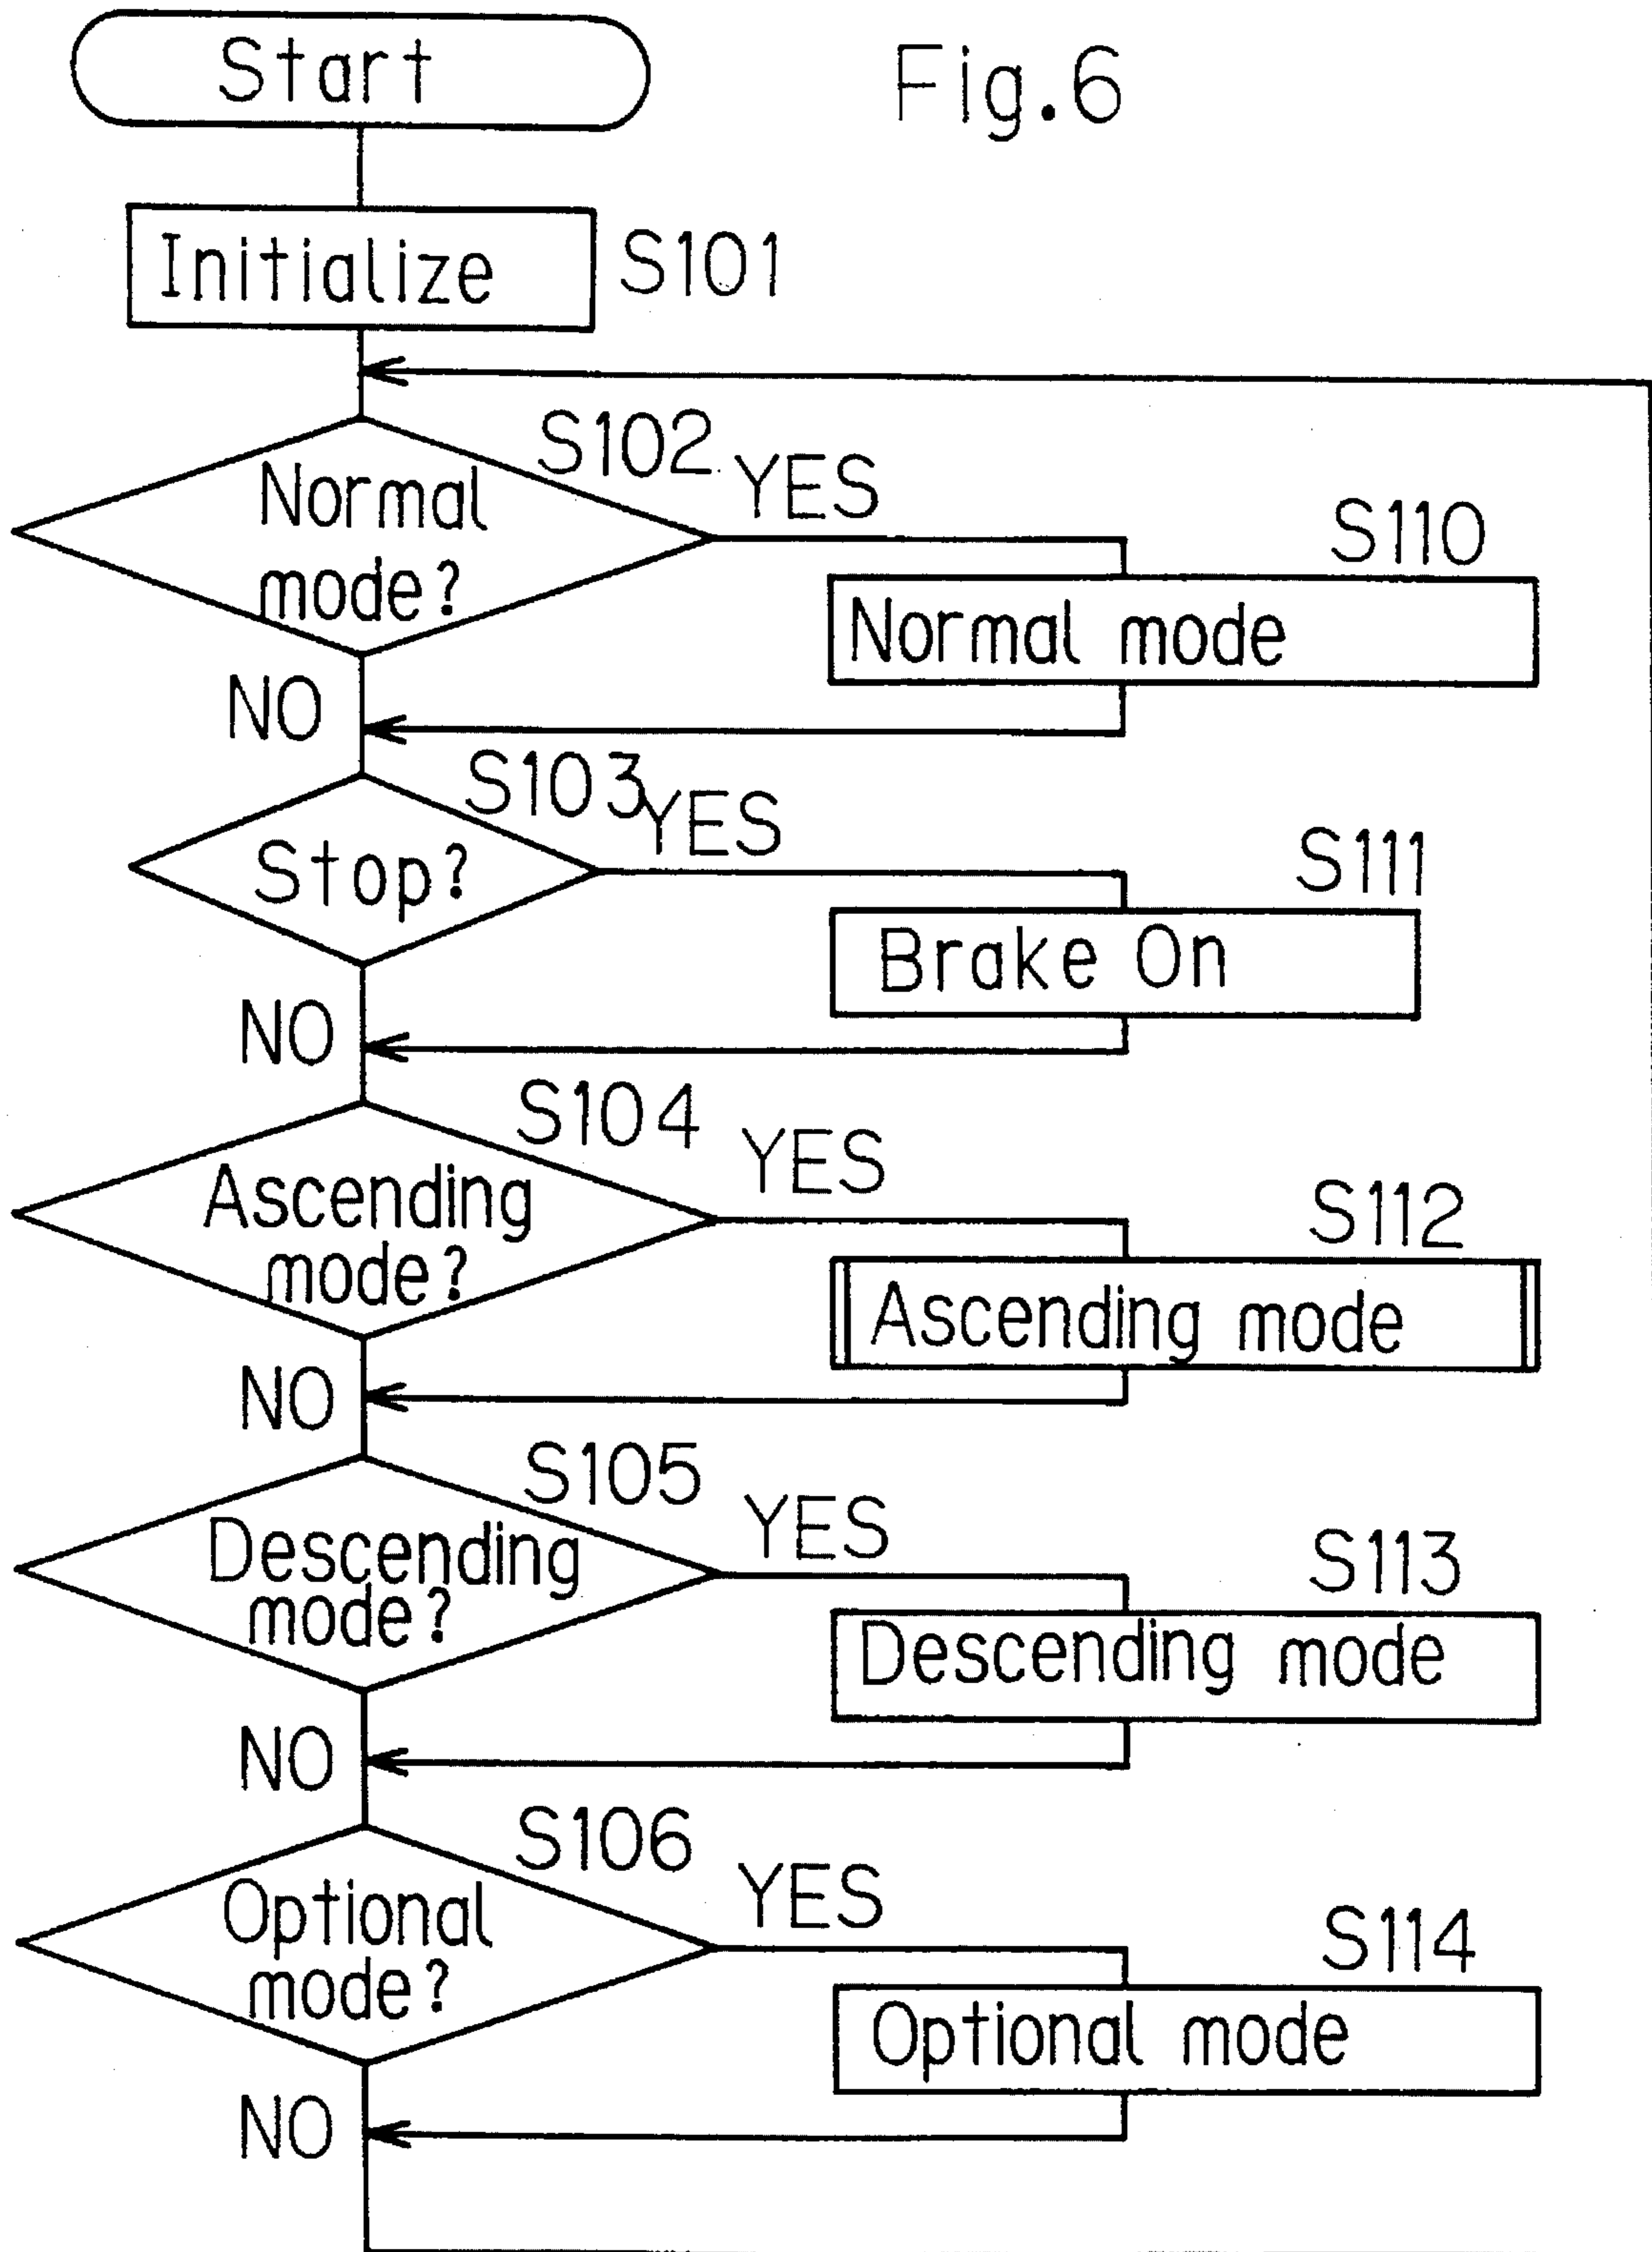 Start
Fig.6
Initialize
S101
S102
YES
Normal
mode?
S110
Normal mode
NO
S103
YES
Stop?
S111
Brake On
NO
S104
YES
Ascending
mode?
S112
Ascending mode
NO
S105
YES
Descending
mode?
S113
Descending mode
NO
S106
YES
Optional
mode?
S114
Optional mode
NO